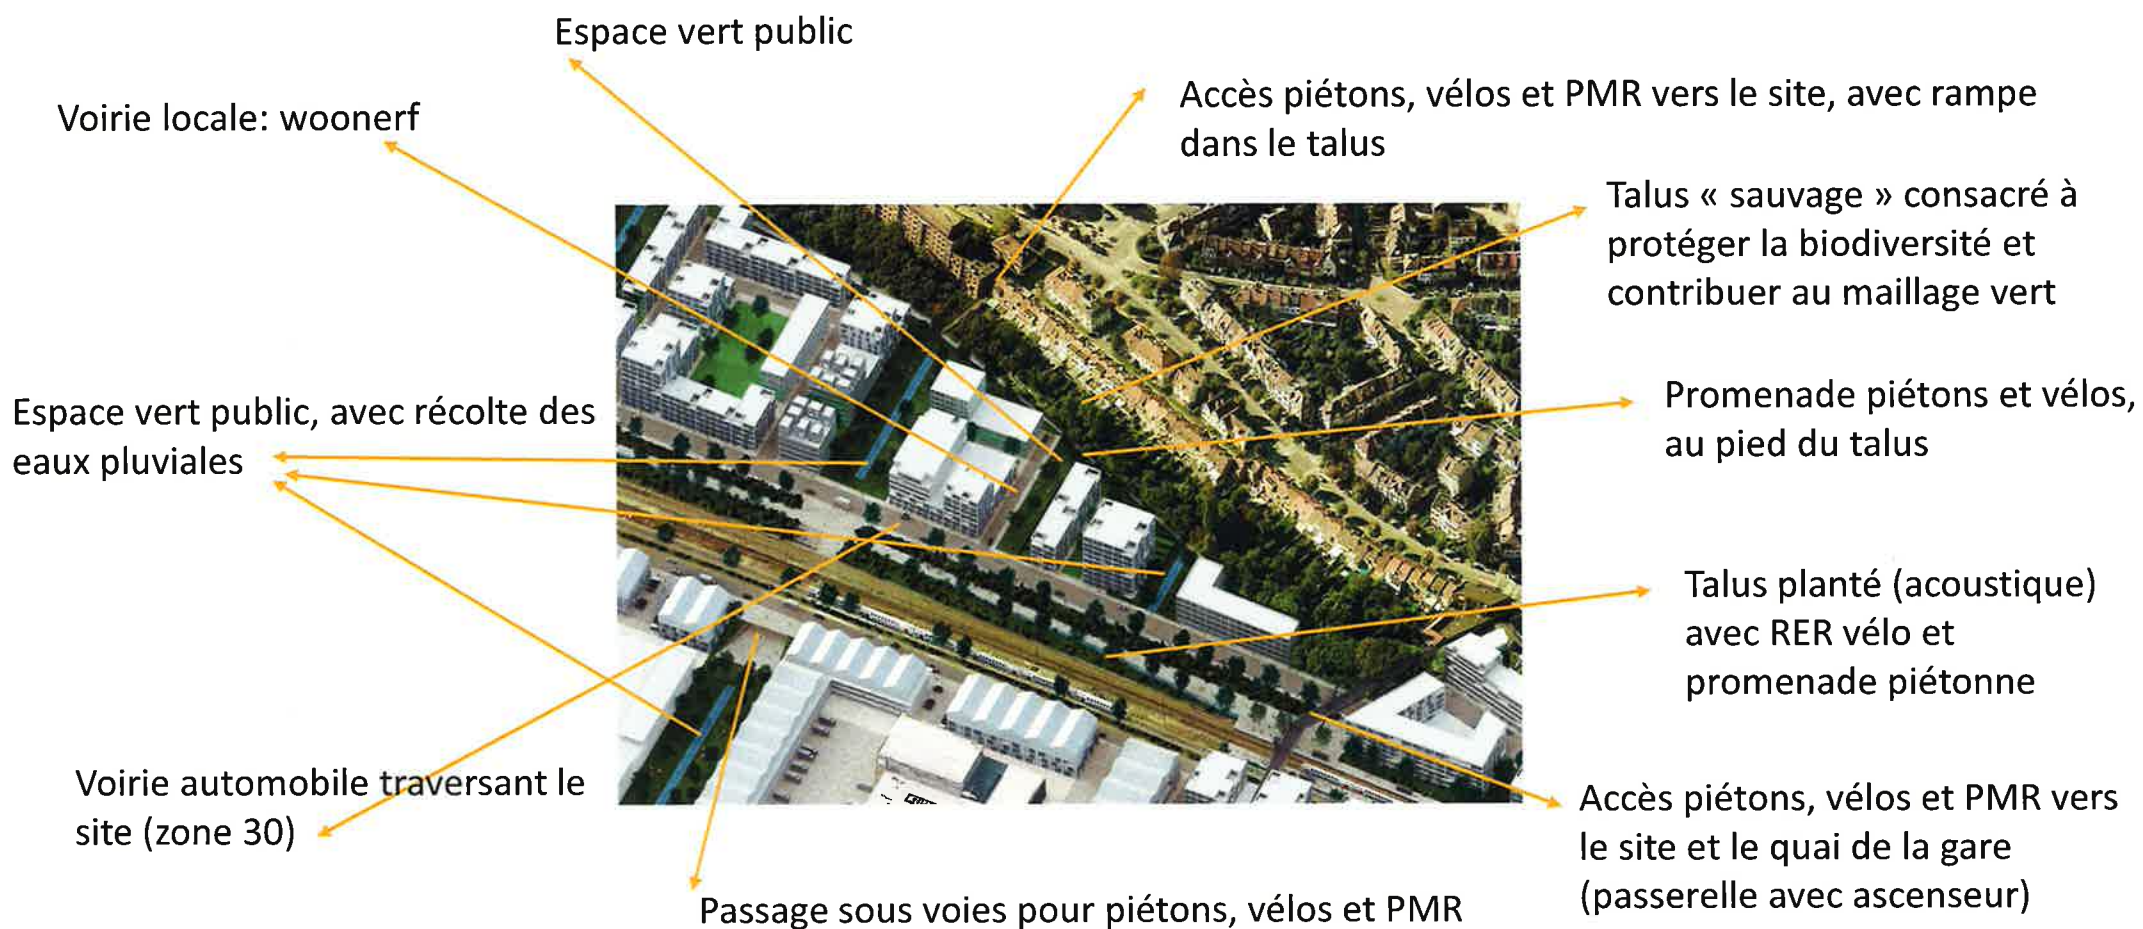 Espace vert public
Voirie locale: woonerf
Accès piétons, vélos et PMR vers le site, avec rampe
dans le talus
Talus « sauvage » consacré à
protéger la biodiversité et
contribuer au maillage vert
Espace vert public, avec récolte des
eaux pluviales
Promenade piétons et vélos,
au pied du talus
Talus planté (acoustique)
avec RER vélo et
promenade piétonne
Voirie automobile traversant le
site (zone 30)
Accès piétons, vélos et PMR vers
le site et le quai de la gare
(passerelle avec ascenseur)
Passage sous voies pour piétons, vélos et PMR